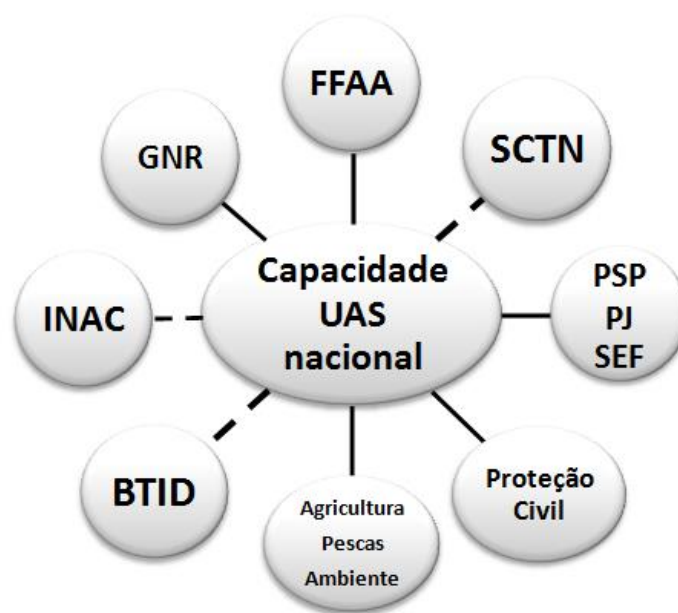 FFAA
GNR
SCTN
Capacidade
UAS
nacional
INAC
PSP
PJ
SEF
BTID
Agricultura
Pescas
Ambiente
Proteção
Civil